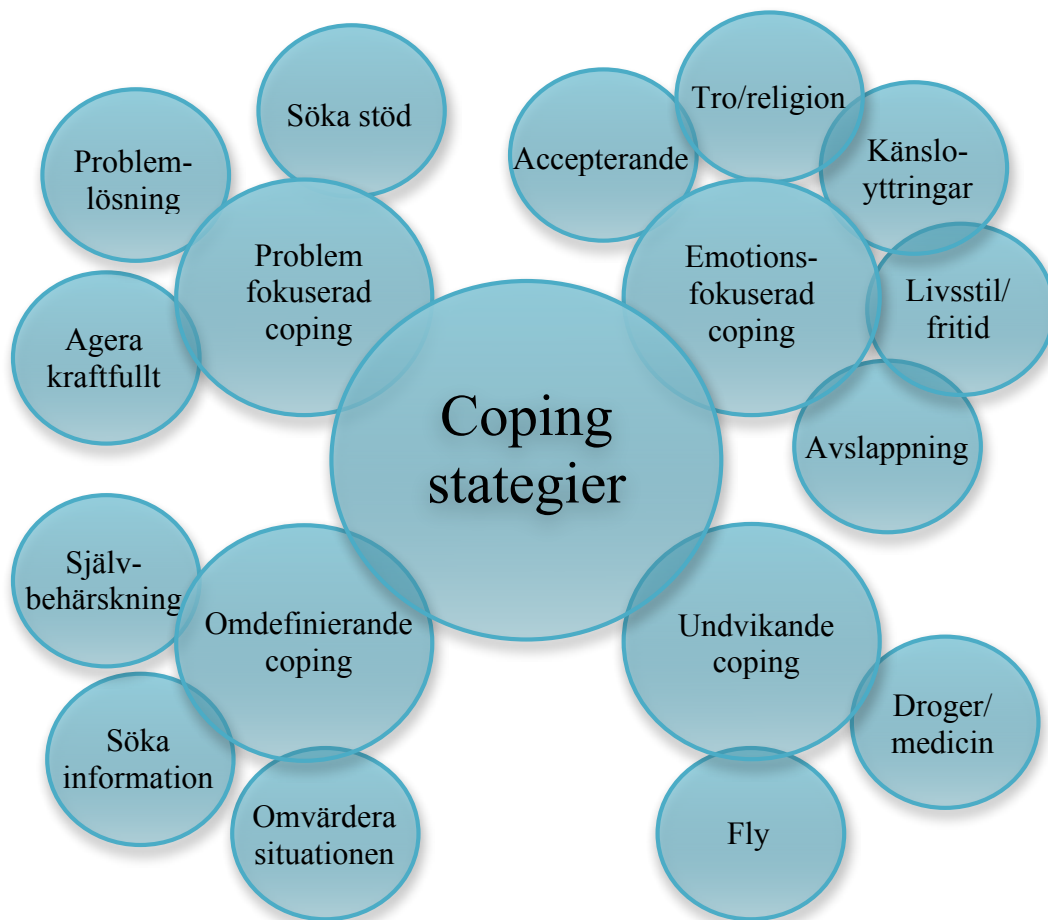 Coping
stategier
Problem
fokuserad
coping
Söka stöd
Problem-
lösning
Agera
kraftfullt
Emotions-
fokuserad
coping
Accepterande
Tro/religion
Känslo-
yttringar
Livsstil/
fritid
Avslappning
Omdefinierande
coping
Själv-
behärskning
Söka
information
Omvärdera
situationen
Undvikande
coping
Droger/
medicin
Fly